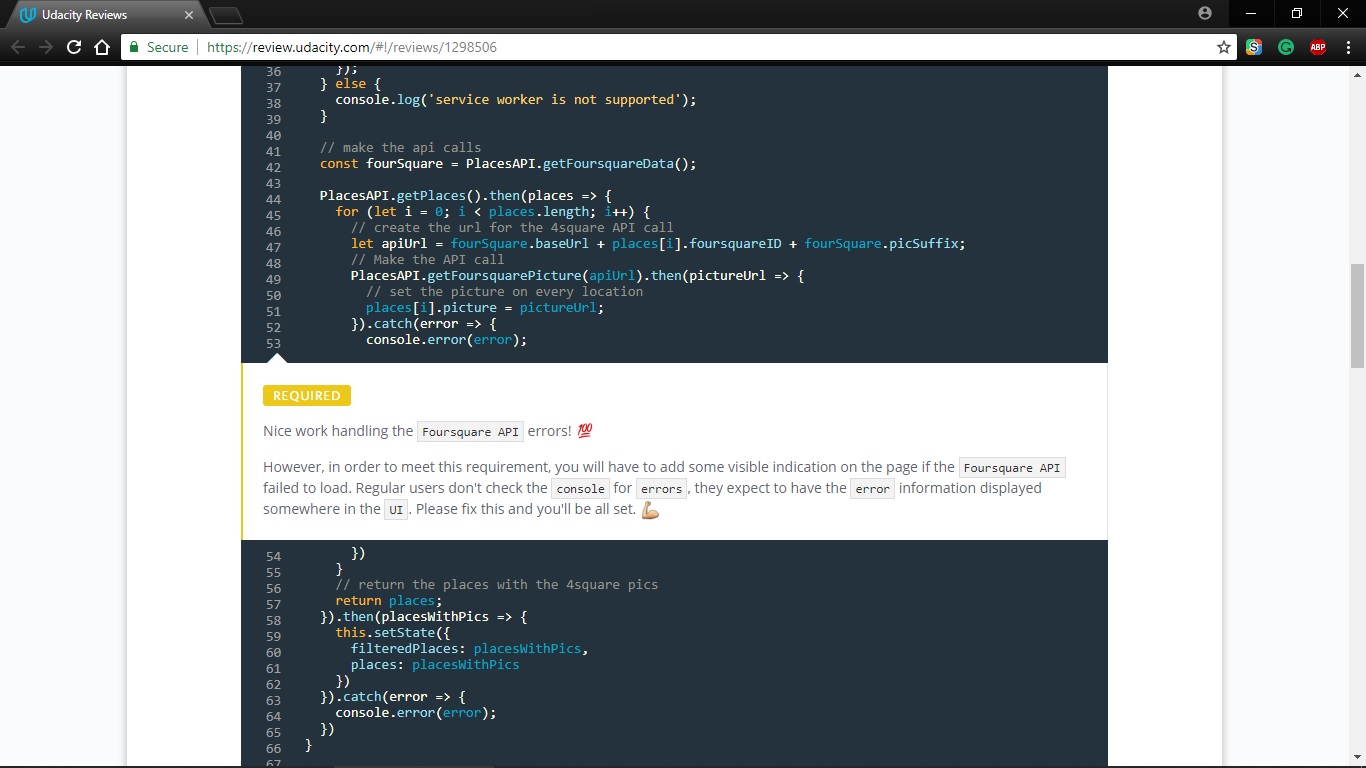 Udacity Reviews
Secure https://review.udacity.com/#!/reviews/1298506
ABP
36 });
37 } else {
38 console.log('service worker is not supported');
39 }
40
41 // make the api calls
42 const fourSquare = PlacesAPI.getFoursquareData();
43
44 PlacesAPI.getPlaces().then(places => {
45 for (let i = 0; i < places.length; i++) {
46 // create the url for the 4square API call
47 let apiUrl = fourSquare.baseUrl + places[i].foursquareID + fourSquare.picSuffix;
48 // Make the API call
49 PlacesAPI.getFoursquarePicture(apiUrl).then(pictureUrl => {
50 // set the picture on every location
51 places[i].picture = pictureUrl;
52 }).catch(error => {
53 console.error(error);
REQUIRED
Nice work handling the Foursquare API errors! 💯
However, in order to meet this requirement, you will have to add some visible indication on the page if the Foursquare API
failed to load. Regular users don't check the console for errors, they expect to have the error information displayed
somewhere in the UI. Please fix this and you'll be all set. 💪
54 })
55 }
56 // return the places with the 4square pics
57 return places;
58 }).then(placesWithPics => {
59 this.setState({
60 filteredPlaces: placesWithPics,
61 places: placesWithPics
62 })
63 }).catch(error => {
64 console.error(error);
65 })
66 }
67